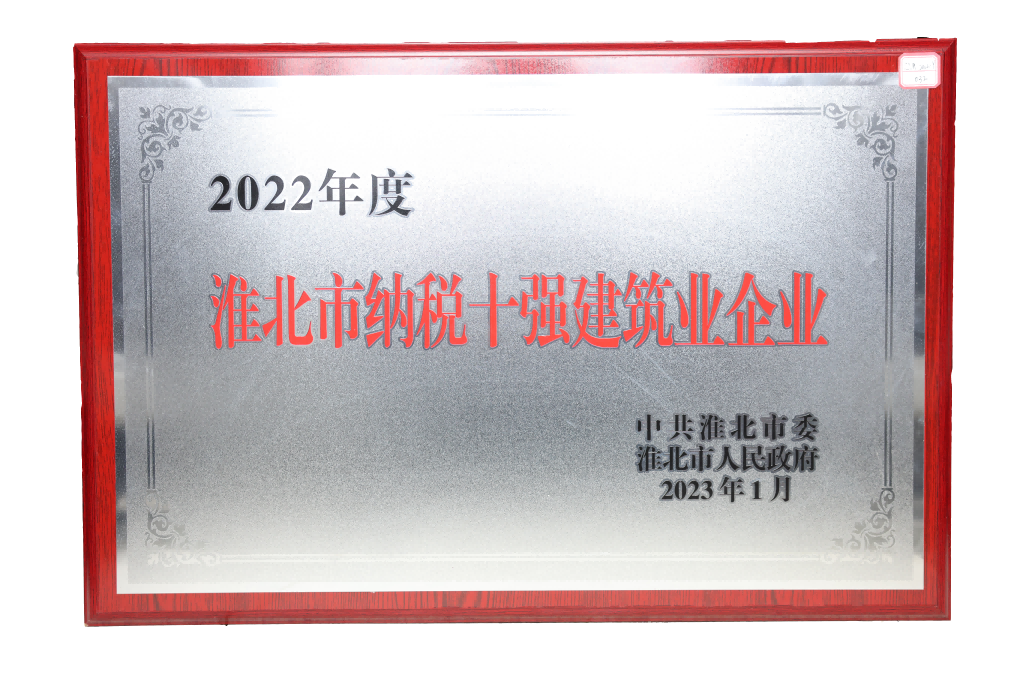 2022年度
淮北市纳税十强建筑业企业
中共淮北市委
淮北市人民政府
2023年1月